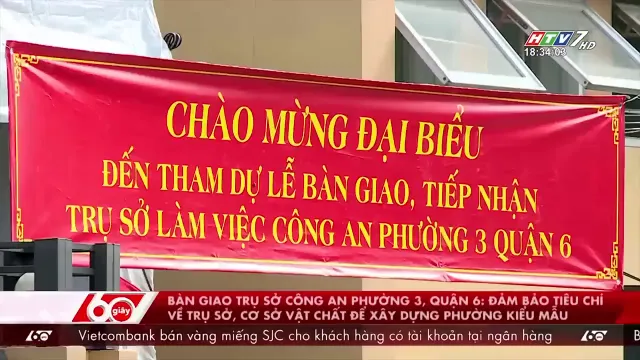 HTV7 HD
18:34:03
CHÀO MỪNG ĐẠI BIỂU
ĐẾN THAM DỰ LỄ BÀN GIAO, TIẾP NHẬN
TRỤ SỞ LÀM VIỆC CÔNG AN PHƯỜNG 3 QUẬN 6
60 giây
BÀN GIAO TRỤ SỞ CÔNG AN PHƯỜNG 3, QUẬN 6: ĐẢM BẢO TIÊU CHÍ
VỀ TRỤ SỞ, CƠ SỞ VẬT CHẤT ĐỂ XÂY DỰNG PHƯỜNG KIỂU MẪU
60 Vietcombank bán vàng miếng SJC cho khách hàng có tài khoản tại ngân hàng 60